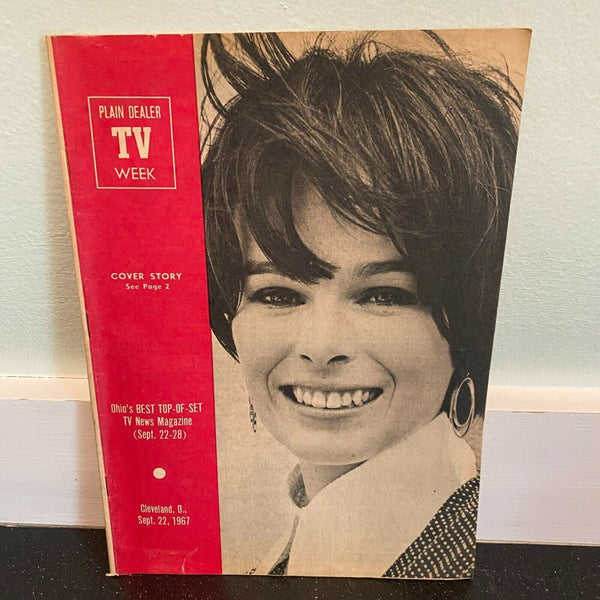 PLAIN DEALER
TV
WEEK
COVER STORY
See Page 2
Ohio's BEST TOP-OF-SET
TV News Magazine
(Sept. 22-28)
Cleveland, O.,
Sept. 22, 1967